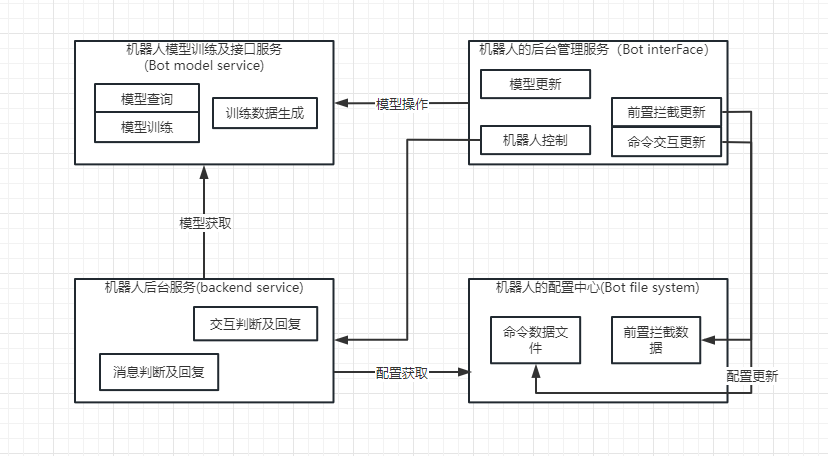 机器人模型训练及接口服务
(Bot model service)
模型查询
模型训练
训练数据生成
机器人的后台管理服务（Bot interFace）
模型更新
前置拦截更新
机器人控制
命令交互更新
模型操作
模型获取
机器人后台服务(backend service)
交互判断及回复
消息判断及回复
配置获取
机器人的配置中心(Bot file system)
命令数据文
件
前置拦截数
据
配置更新